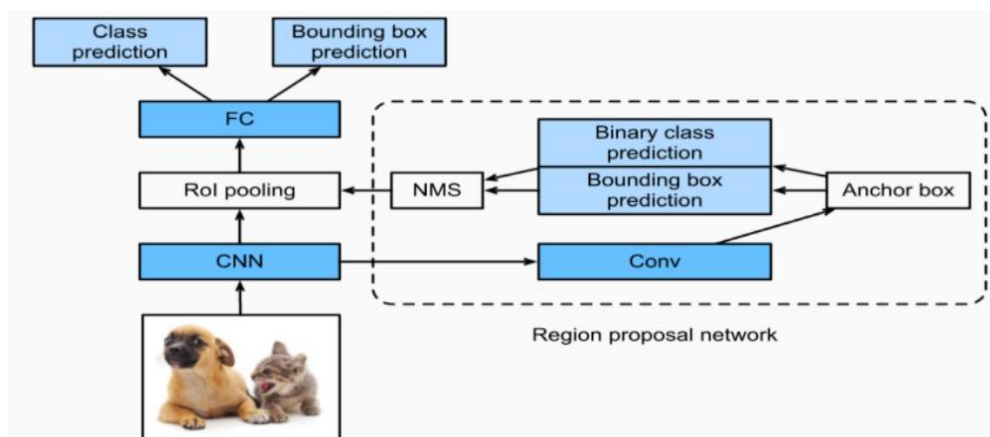 Class
prediction
Bounding box
prediction
FC
Binary class
prediction
RoI pooling
NMS
Bounding box
prediction
Anchor box
CNN
Conv
Region proposal network